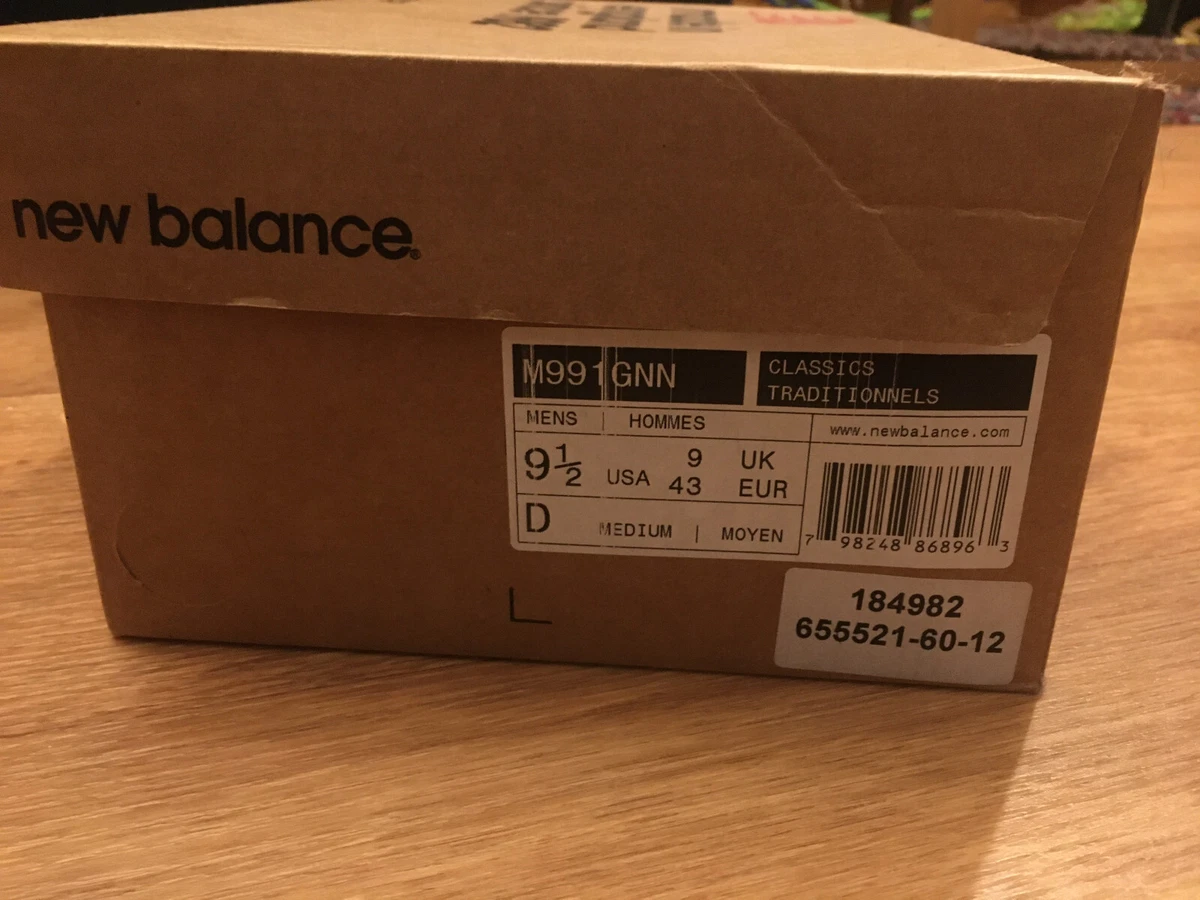 new balance®
M991GNN
CLASSICS
TRADITIONNELS
MENS | HOMMES
www.newbalance.com
9½ USA 9 UK
43 EUR
D MEDIUM | MOYEN
7 98248 86896 3
L
184982
655521-60-12